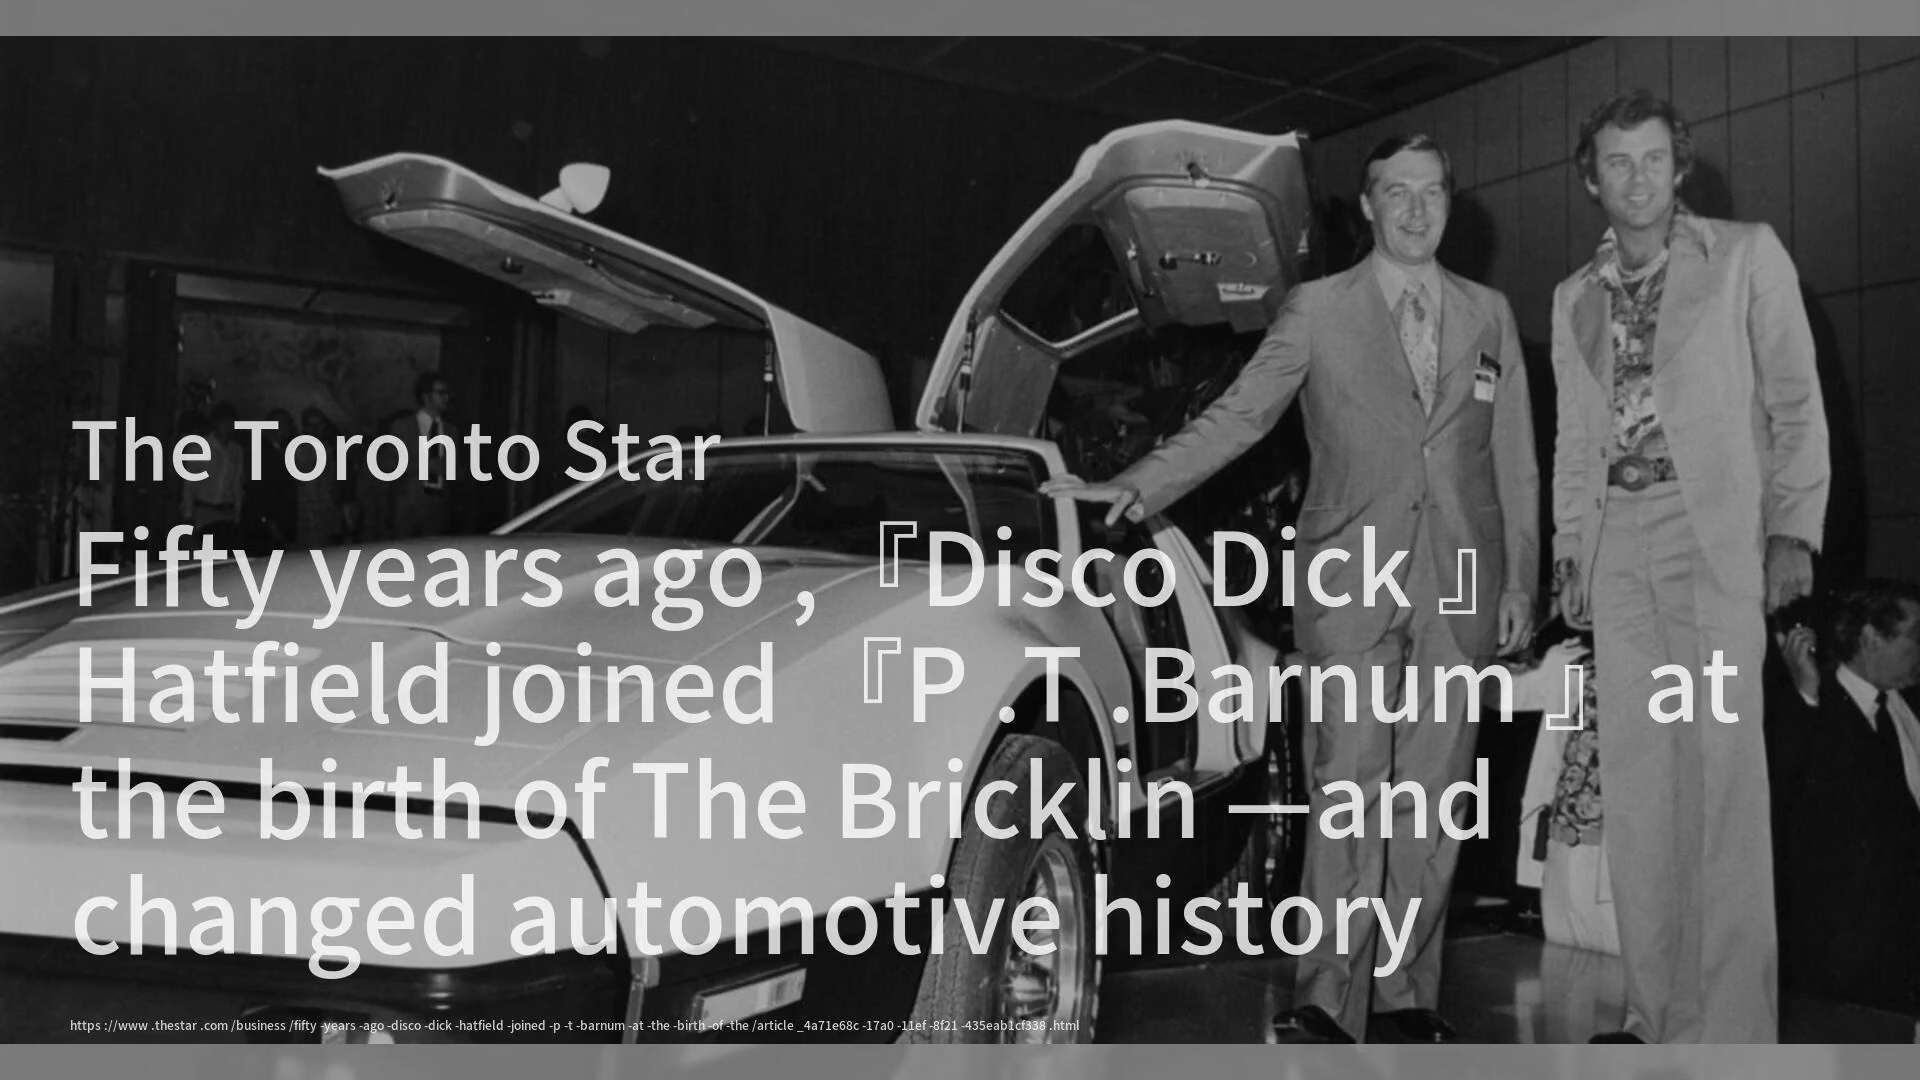 The Toronto Star
Fifty years ago , 『Disco Dick 』
Hatfield joined 『P .T .Barnum 』 at
the birth of The Bricklin —and
changed automotive history
https ://www .thestar .com /business /fifty -years -ago -disco -dick -hatfield -joined -p -t -barnum -at -the -birth -of -the /article _4a71e68c -17a0 -11ef -8f21 -435eab1cf338 .html